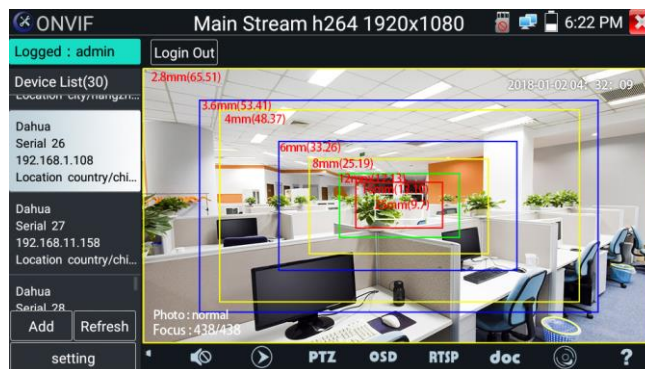 ONVIF
Main Stream h264 1920x1080
6:22 PM
Logged : admin
Login Out
Device List(30)
Dahua
Serial 26
192.168.1.108
Location country/chi...
Dahua
Serial 27
192.168.11.158
Location country/chi...
Dahua
Serial 28
Add
Refresh
setting
2.8mm(65.51)
2018-01-02 04: 32: 09
3.6mm(53.41)
4mm(48.37)
6mm(33.26)
8mm(25.19)
Photo : normal
Focus : 438/438
PTZ
OSD
RTSP
doc
?